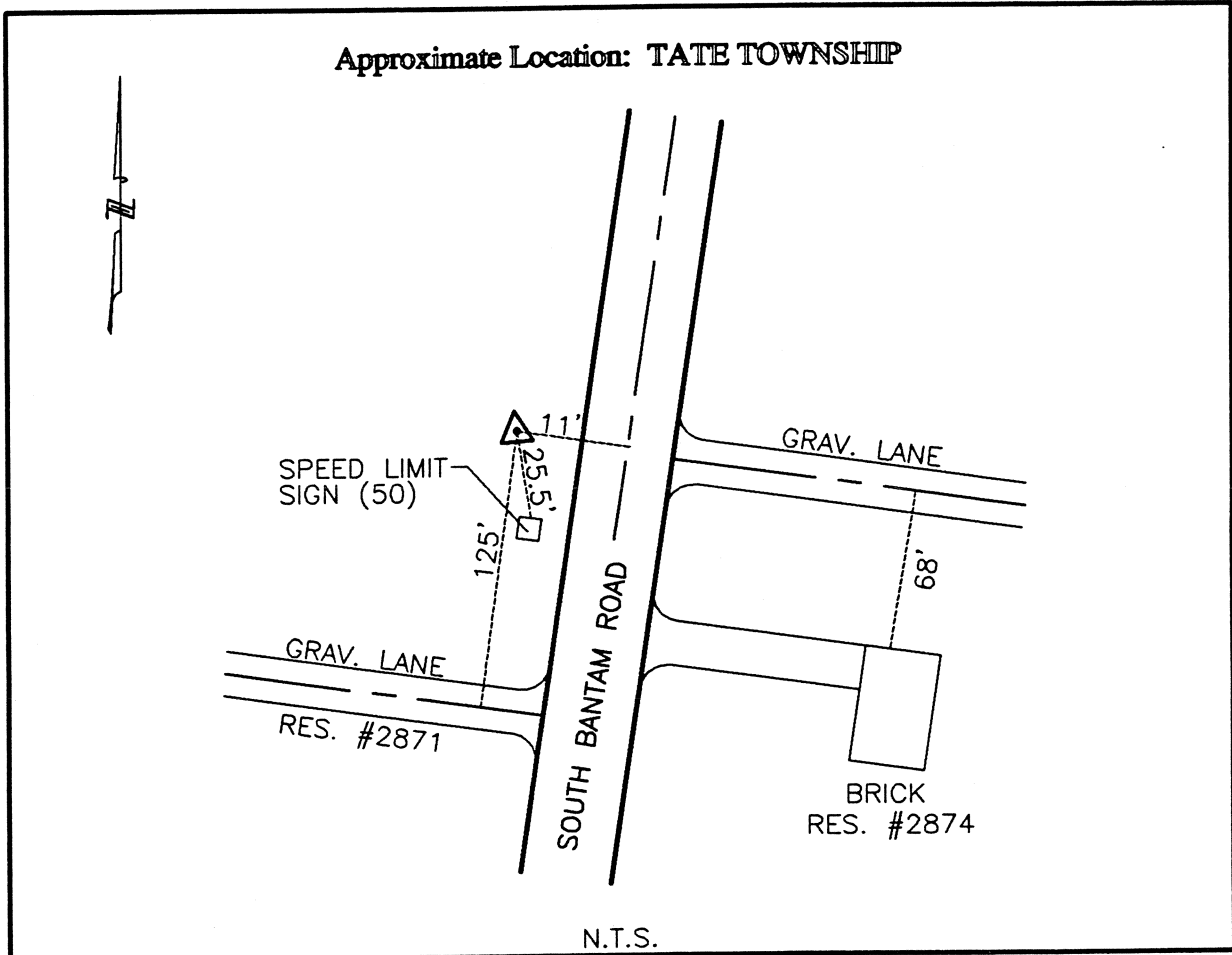 Approximate Location: TATE TOWNSHIP
N
11'
GRAV. LANE
SPEED LIMIT
SIGN (50)
25.5'
125'
68'
SOUTH BANTAM ROAD
GRAV. LANE
RES. #2871
BRICK
RES. #2874
N.T.S.